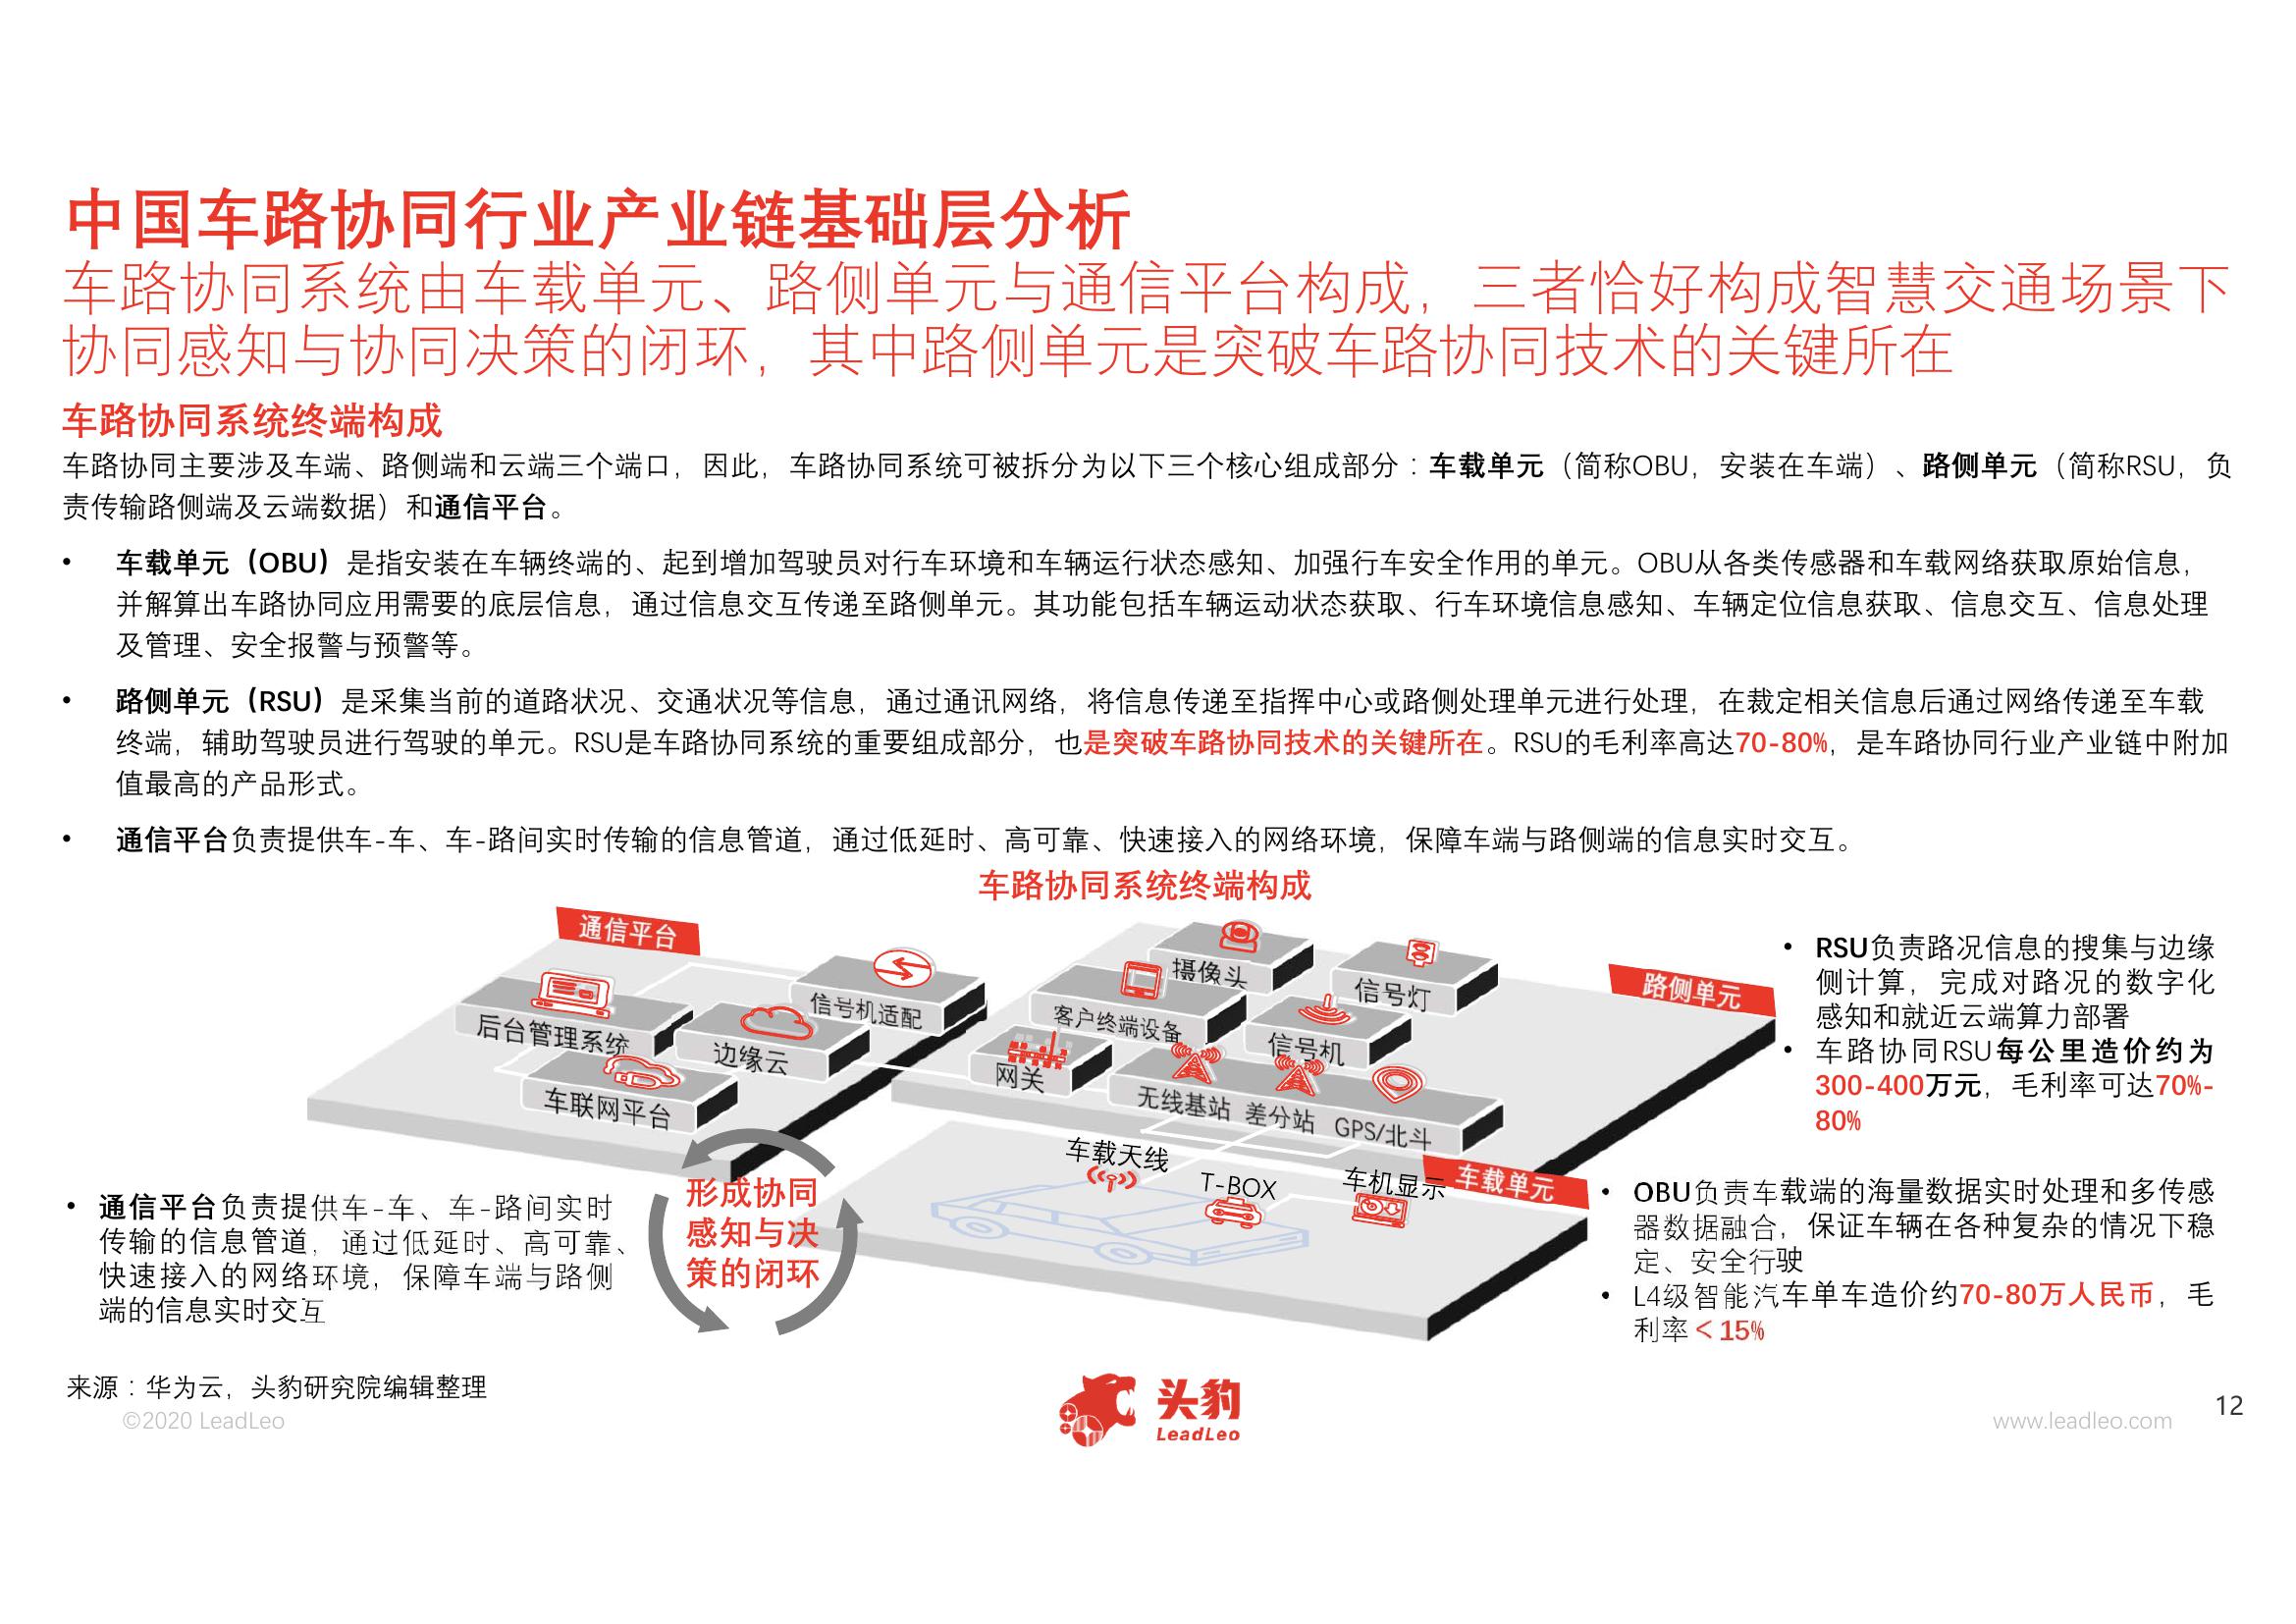 中国车路协同行业产业链基础层分析
车路协同系统由车载单元、路侧单元与通信平台构成，三者恰好构成智慧交通场景下
协同感知与协同决策的闭环，其中路侧单元是突破车路协同技术的关键所在
车路协同系统终端构成
车路协同主要涉及车端、路侧端和云端三个端口，因此，车路协同系统可被拆分为以下三个核心组成部分：车载单元（简称OBU，安装在车端）、路侧单元（简称RSU，负
责传输路侧端及云端数据）和通信平台。
• 车载单元（OBU）是指安装在车辆终端的、起到增加驾驶员对行车环境和车辆运行状态感知、加强行车安全作用的单元。OBU从各类传感器和车载网络获取原始信息，
并解算出车路协同应用需要的底层信息，通过信息交互传递至路侧单元。其功能包括车辆运动状态获取、行车环境信息感知、车辆定位信息获取、信息交互、信息处理
及管理、安全报警与预警等。
• 路侧单元（RSU）是采集当前的道路状况、交通状况等信息，通过通讯网络，将信息传递至指挥中心或路侧处理单元进行处理，在裁定相关信息后通过网络传递至车载
终端，辅助驾驶员进行驾驶的单元。RSU是车路协同系统的重要组成部分，也是突破车路协同技术的关键所在。RSU的毛利率高达70-80%，是车路协同行业产业链中附加
值最高的产品形式。
• 通信平台负责提供车-车、车-路间实时传输的信息管道，通过低延时、高可靠、快速接入的网络环境，保障车端与路侧端的信息实时交互。
车路协同系统终端构成
通信平台
后台管理系统
信号机适配
边缘云
车联网平台
摄像头
信号灯
客户终端设备
信号机
网关
无线基站 差分站 GPS/北斗
路侧单元
车载天线
T-BOX
车机显示
车载单元
形成协同
感知与决
策的闭环
• RSU负责路况信息的搜集与边缘
侧计算，完成对路况的数字化
感知和就近云端算力部署
• 车路协同RSU每公里造价约为
300-400万元，毛利率可达70%-
80%
• 通信平台负责提供车-车、车-路间实时
传输的信息管道，通过低延时、高可靠、
快速接入的网络环境，保障车端与路侧
端的信息实时交互
• OBU负责车载端的海量数据实时处理和多传感
器数据融合，保证车辆在各种复杂的情况下稳
定、安全行驶
• L4级智能汽车单车造价约70-80万人民币，毛
利率＜15%
来源：华为云，头豹研究院编辑整理
©2020 LeadLeo
头豹
LeadLeo
www.leadleo.com
12